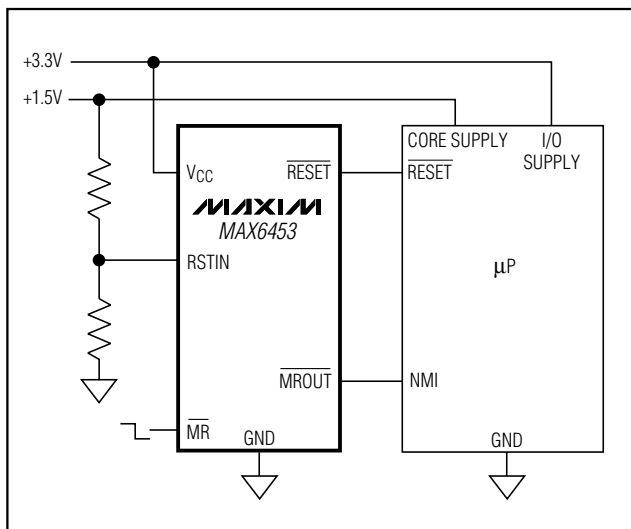 +3.3V
+1.5V
CORE SUPPLY
I/O
SUPPLY
VCC
RESET
RESET
MAXIM
MAX6453
RSTIN
µP
MROUT
NMI
MR
GND
GND